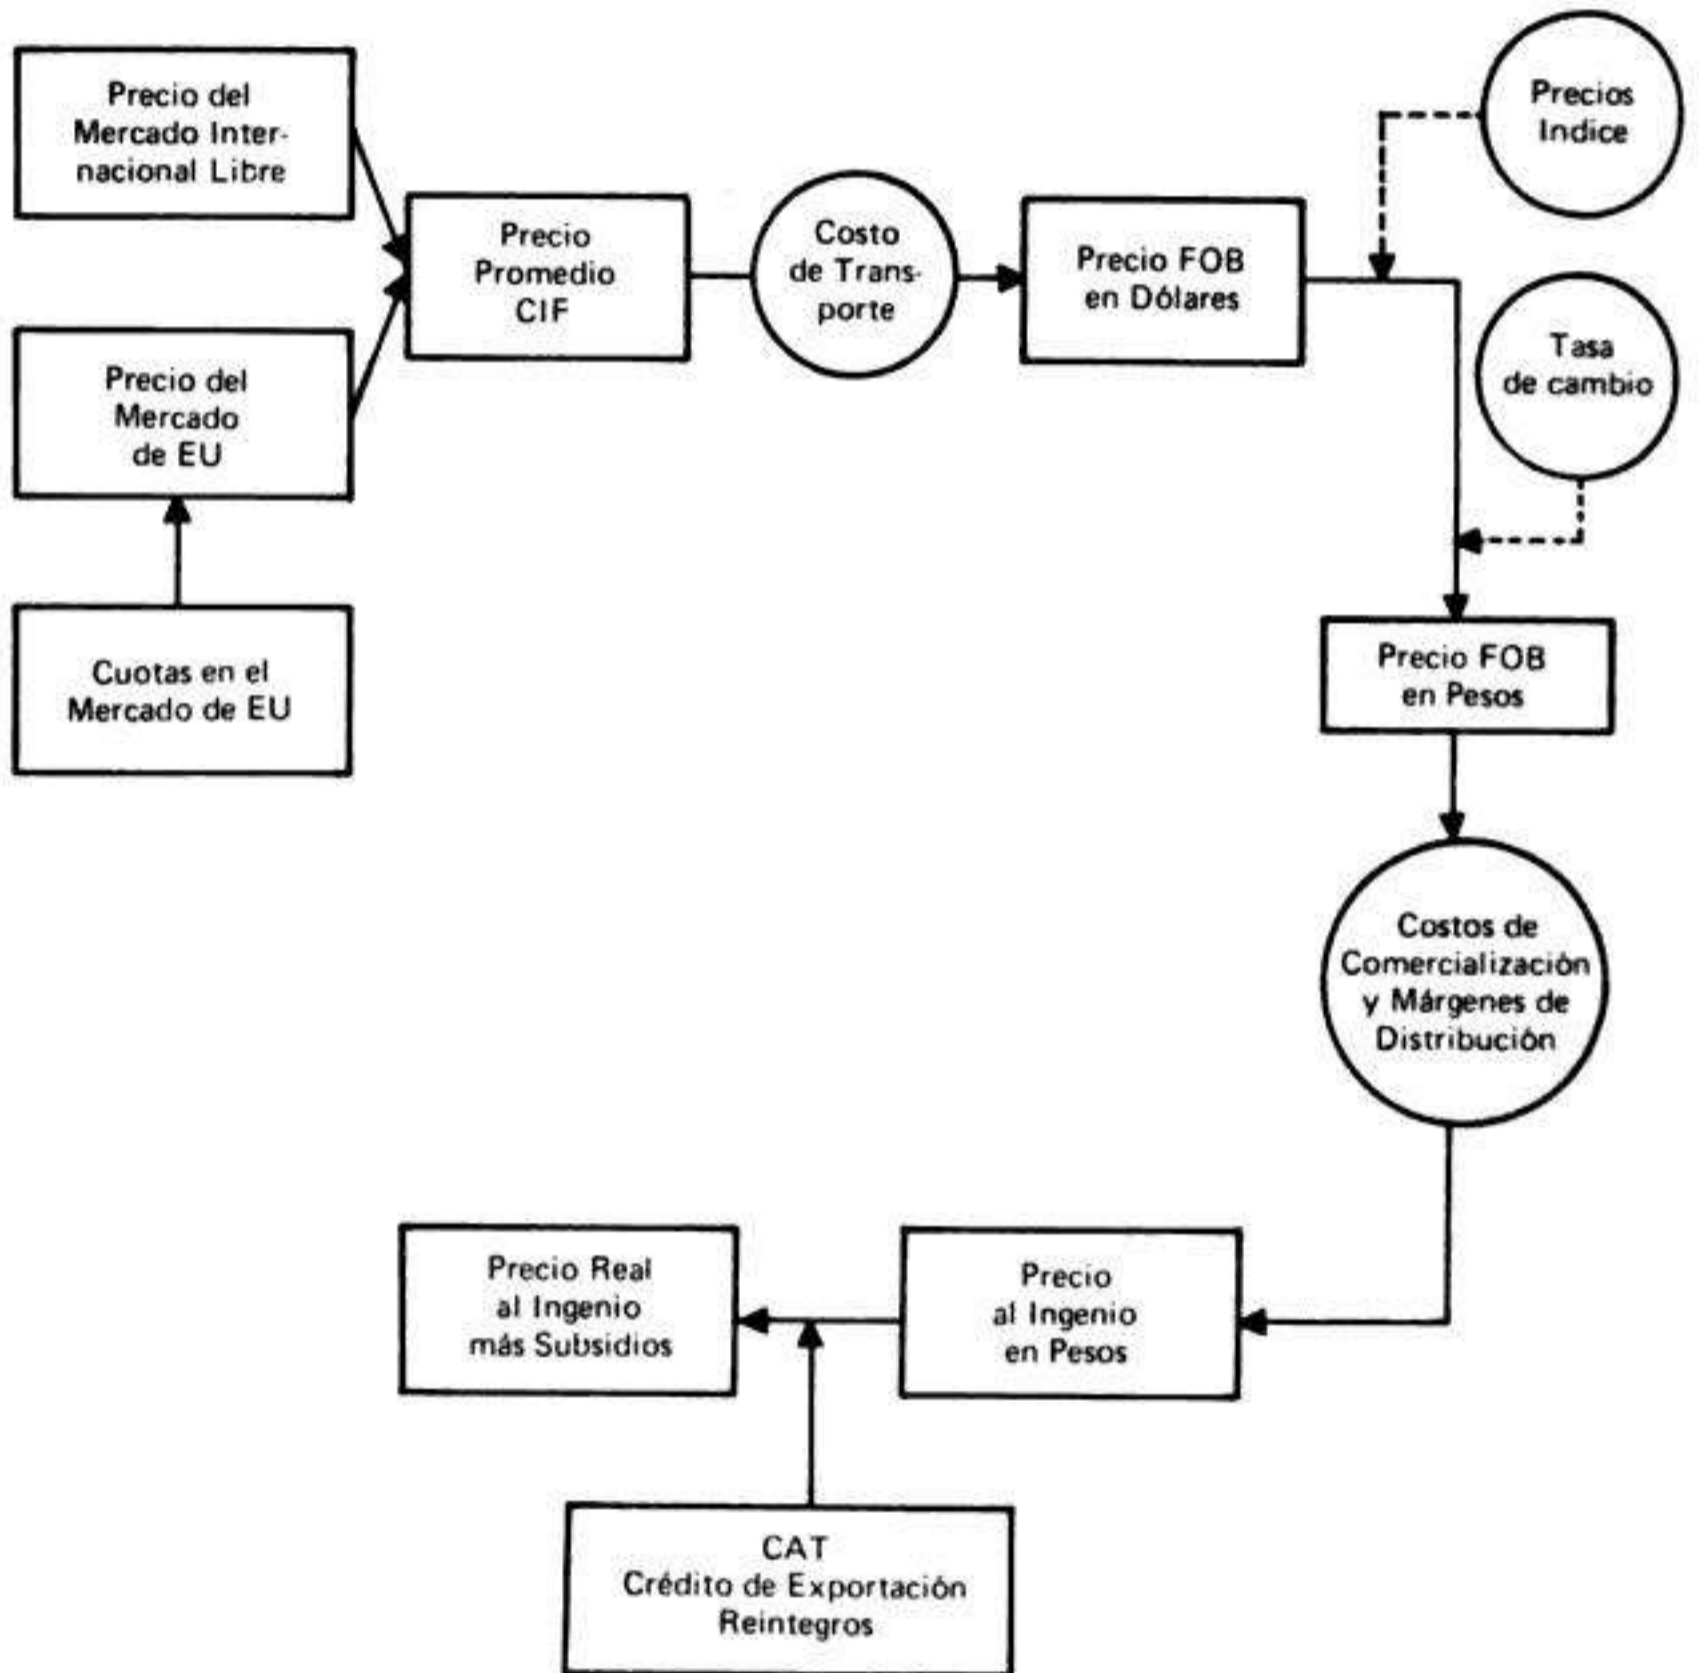 Precio del
Mercado Inter-
nacional Libre
Precio del
Mercado
de EU
Cuotas en el
Mercado de EU
Precio
Promedio
CIF
Costo
de Trans-
porte
Precio FOB
en Dólares
Precios
Indice
Tasa
de cambio
Precio FOB
en Pesos
Costos de
Comercialización
y Márgenes de
Distribución
Precio
al Ingenio
en Pesos
Precio Real
al Ingenio
más Subsidios
CAT
Crédito de Exportación
Reintegros